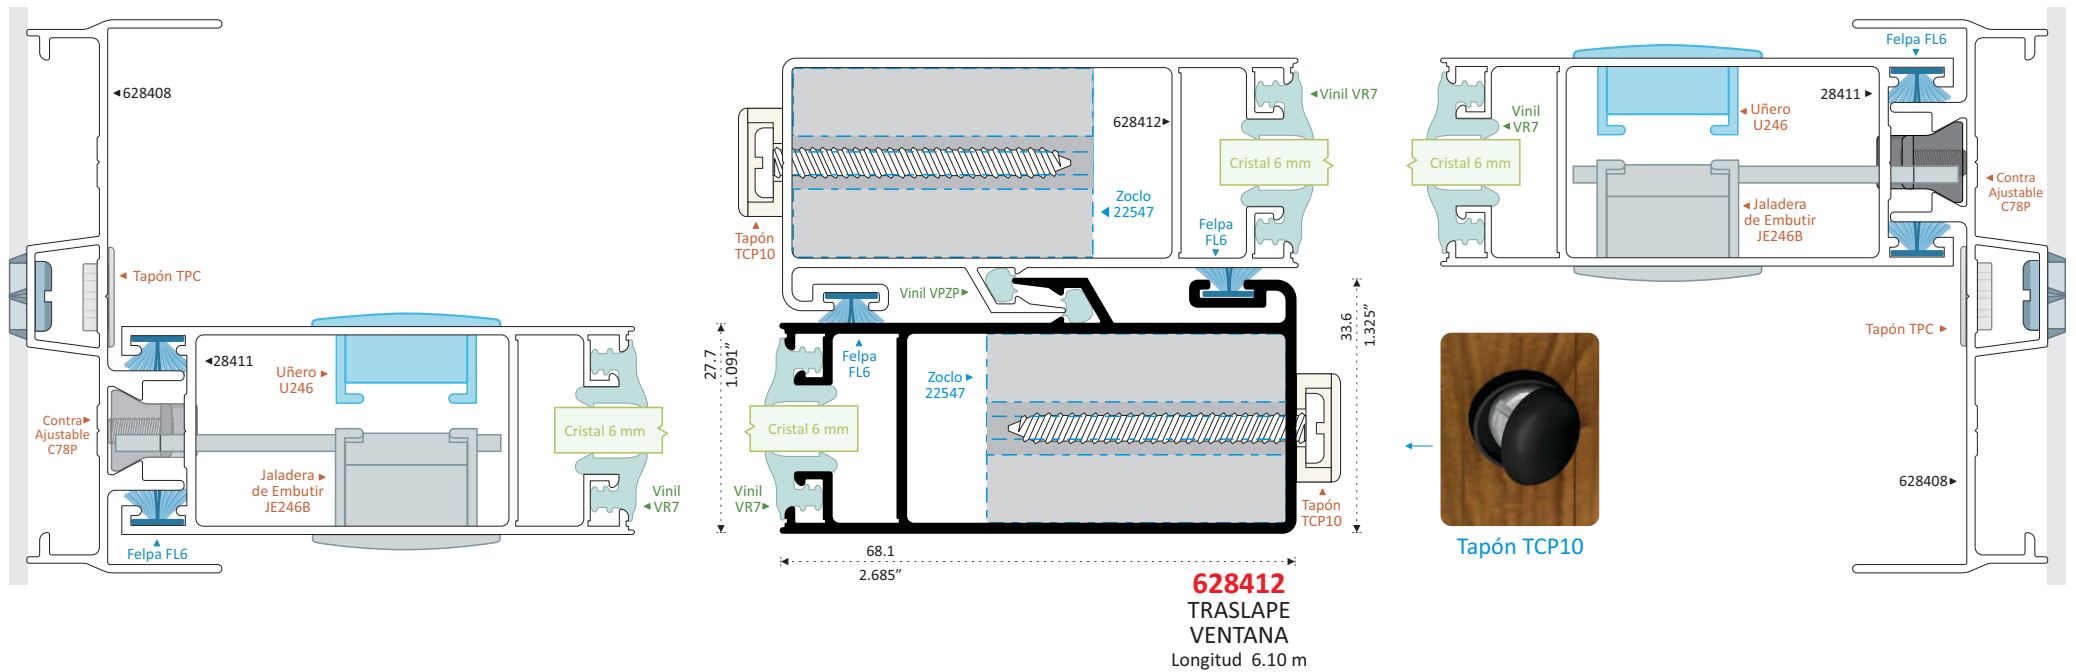 628408
Tapón TPC
28411
Uñero
U246
Contra
Ajustable
C78P
Jaladera
de Embutir
JE246B
Felpa FL6
Cristal 6 mm
Vinil
VR7
628412
Vinil VR7
Cristal 6 mm
Zoclo
22547
Felpa
FL6
Tapón
TCP10
Vinil VPZP
27.7
1.091”
Felpa
FL6
Zoclo
22547
Cristal 6 mm
Vinil
VR7
33.6
1.325”
Tapón
TCP10
68.1
2.685”
628412
TRASLAPE
VENTANA
Longitud 6.10 m
Felpa FL6
28411
Uñero
U246
Vinil
VR7
Cristal 6 mm
Contra
Ajustable
C78P
Jaladera
de Embutir
JE246B
Tapón TPC
628408
Tapón TCP10